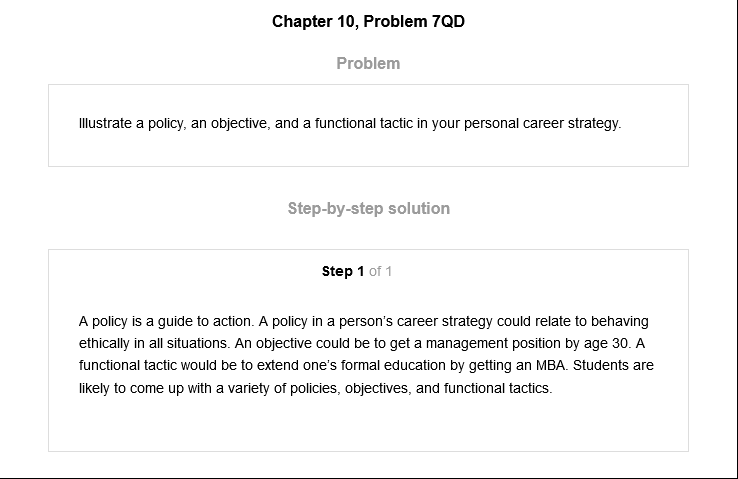 Chapter 10, Problem 7QD
Problem
Illustrate a policy, an objective, and a functional tactic in your personal career strategy.
Step-by-step solution
Step 1 of 1
A policy is a guide to action. A policy in a person’s career strategy could relate to behaving
ethically in all situations. An objective could be to get a management position by age 30. A
functional tactic would be to extend one’s formal education by getting an MBA. Students are
likely to come up with a variety of policies, objectives, and functional tactics.